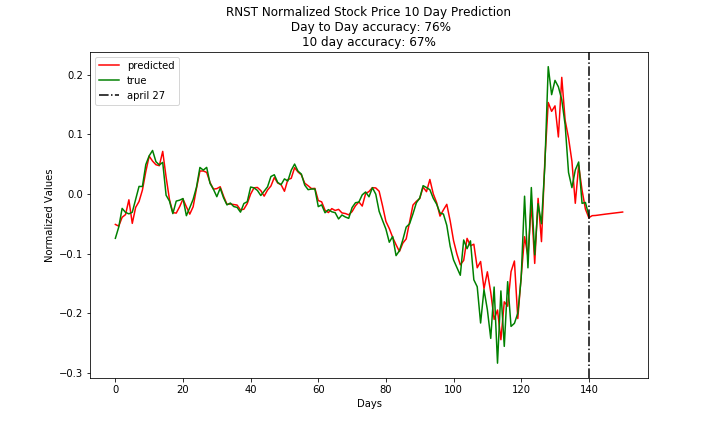 RNST Normalized Stock Price 10 Day Prediction
Day to Day accuracy: 76%
10 day accuracy: 67%
predicted
true
april 27
Normalized Values
0.2
0.1
0.0
−0.1
−0.2
−0.3
0
20
40
60
80
100
120
140
Days